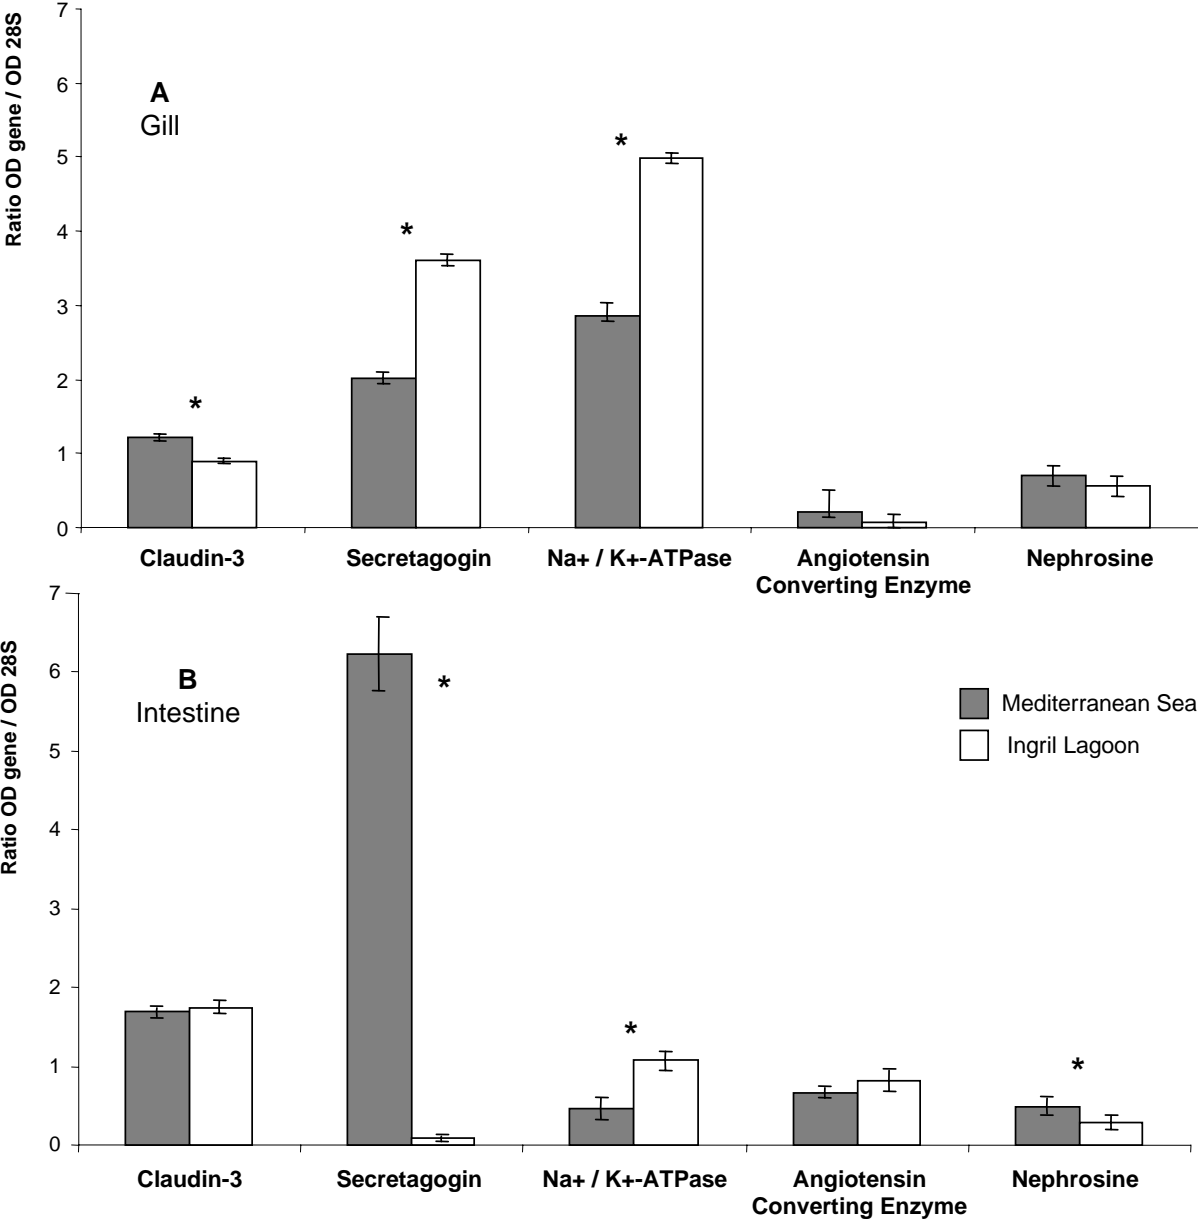 Ratio OD gene / OD 28S
7
6
5
4
3
2
1
0
A
Gill
*
*
*
Claudin-3
Secretagogin
Na+ / K+-ATPase
Angiotensin
Converting Enzyme
Nephrosine
Ratio OD gene / OD 28S
7
6
5
4
3
2
1
0
B
Intestine
*
*
*
Mediterranean Sea
Ingril Lagoon
Claudin-3
Secretagogin
Na+ / K+-ATPase
Angiotensin
Converting Enzyme
Nephrosine